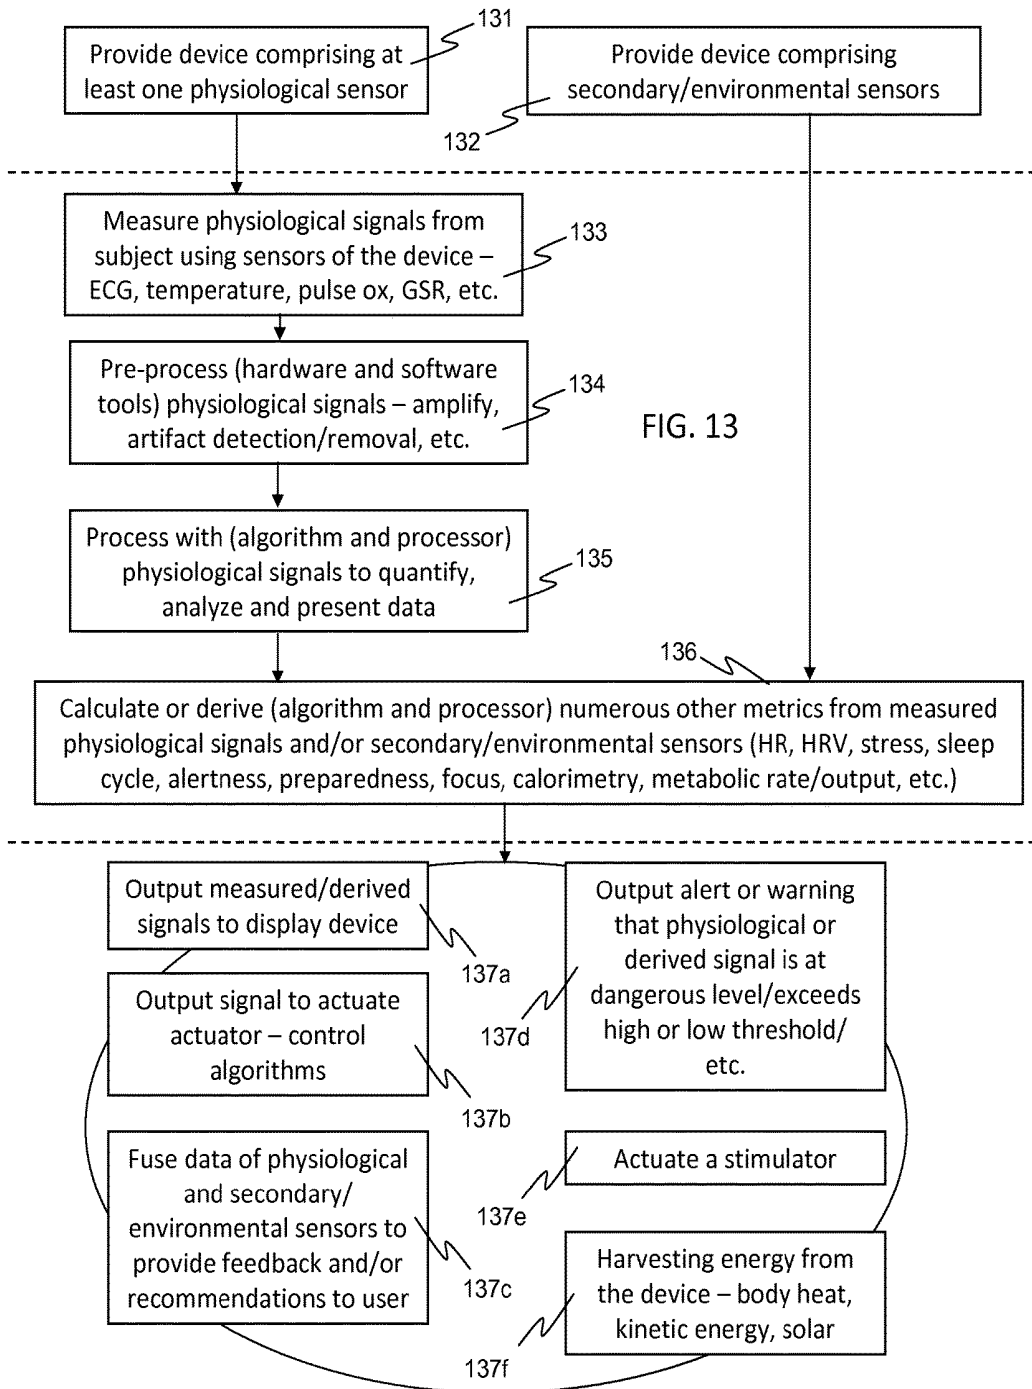 131
Provide device comprising at
least one physiological sensor
Provide device comprising
secondary/environmental sensors
132
Measure physiological signals from
subject using sensors of the device –
ECG, temperature, pulse ox, GSR, etc.
133
Pre-process (hardware and software
tools) physiological signals – amplify,
artifact detection/removal, etc.
134
FIG. 13
Process with (algorithm and processor)
physiological signals to quantify,
analyze and present data
135
136
Calculate or derive (algorithm and processor) numerous other metrics from measured
physiological signals and/or secondary/environmental sensors (HR, HRV, stress, sleep
cycle, alertness, preparedness, focus, calorimetry, metabolic rate/output, etc.)
Output measured/derived
signals to display device
137a
Output signal to actuate
actuator – control
algorithms
137b
Fuse data of physiological
and secondary/
environmental sensors to
provide feedback and/or
recommendations to user
137c
Output alert or warning
that physiological or
derived signal is at
dangerous level/exceeds
high or low threshold/
etc.
137d
Actuate a stimulator
137e
Harvesting energy from
the device – body heat,
kinetic energy, solar
137f